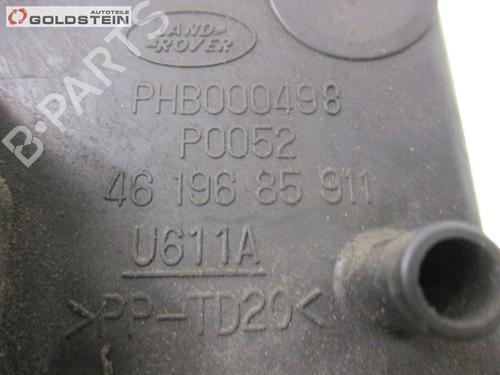 Autoteile
GOLDSTEIN
LAND
ROVER
PHB000498
P0052
46 196 85 911
U611A
>PP-TD20<
B-PARTS